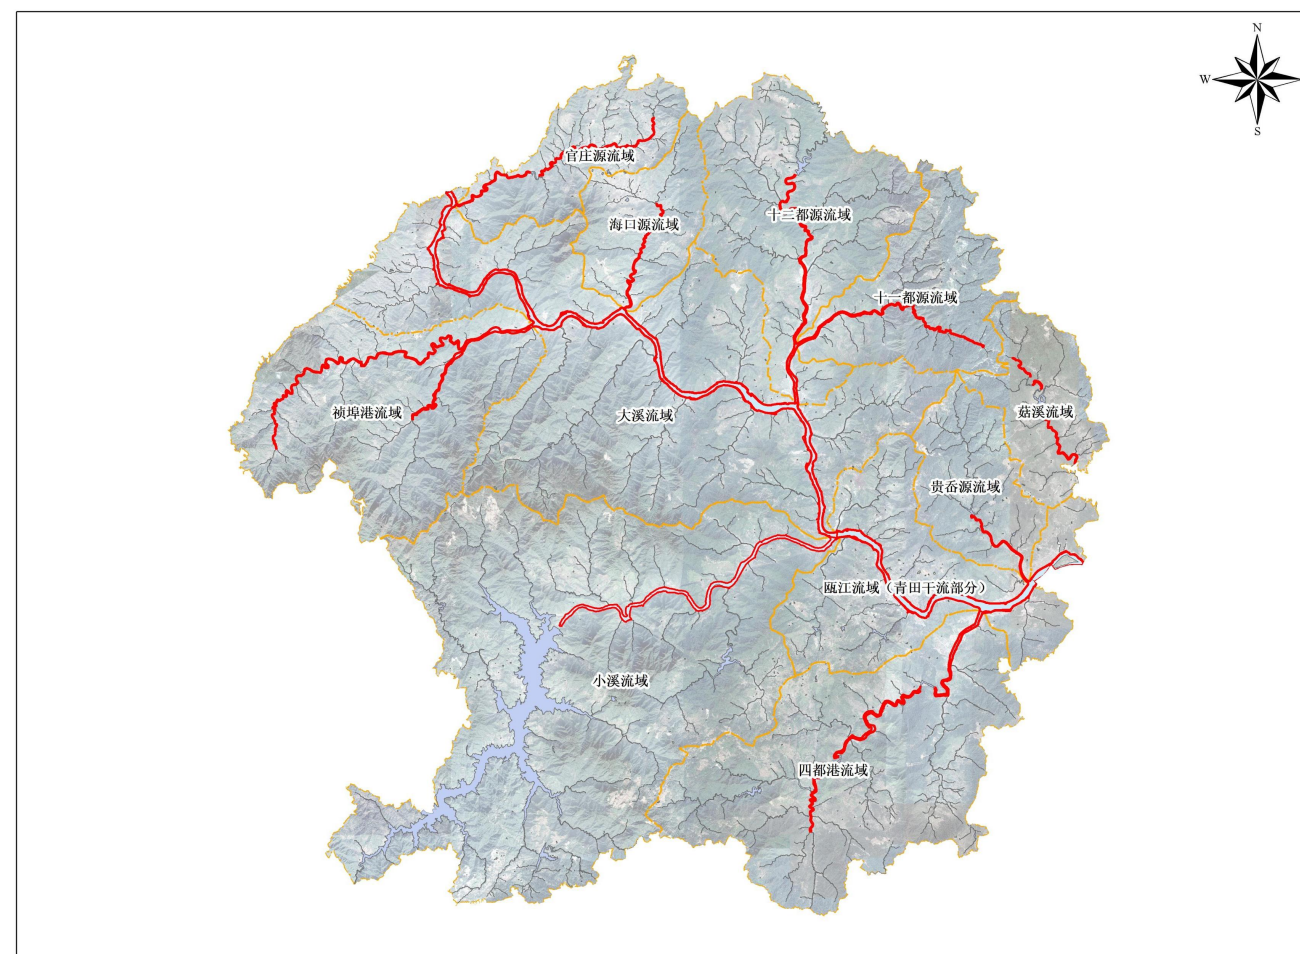 N
W
S
官庄源流域
十二都源流域
海口源流域
十一都源流域
祯埠港流域
大溪流域
菇溪流域
贵岙源流域
瓯江流域（青田干流部分）
小溪流域
四都港流域